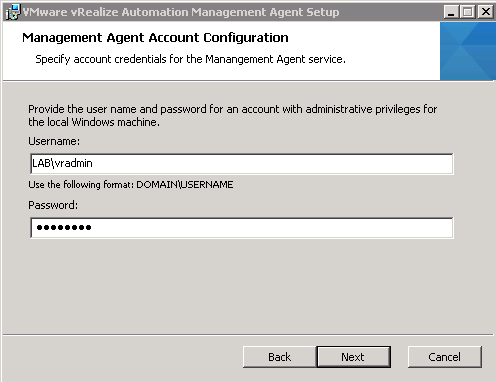 VMware vRealize Automation Management Agent Setup
Management Agent Account Configuration
Specify account credentials for the Manangement Agent service.
Provide the user name and password for an account with administrative privileges for
the local Windows machine.
Username:
LAB\vradmin
Use the following format: DOMAIN\USERNAME
Password:
●●●●●●●●
Back
Next
Cancel